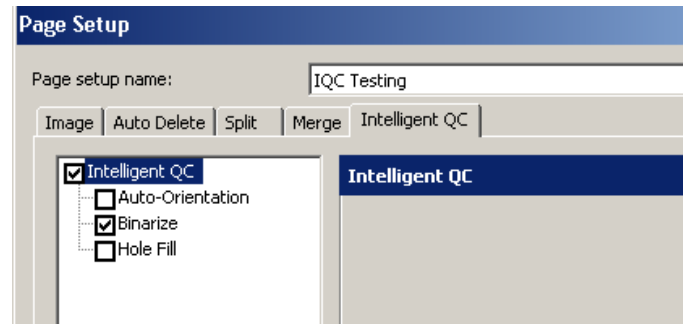 Page Setup
Page setup name: IQC Testing
Image Auto Delete Split Merge Intelligent QC
Intelligent QC Intelligent QC
Auto-Orientation
Binarize
Hole Fill